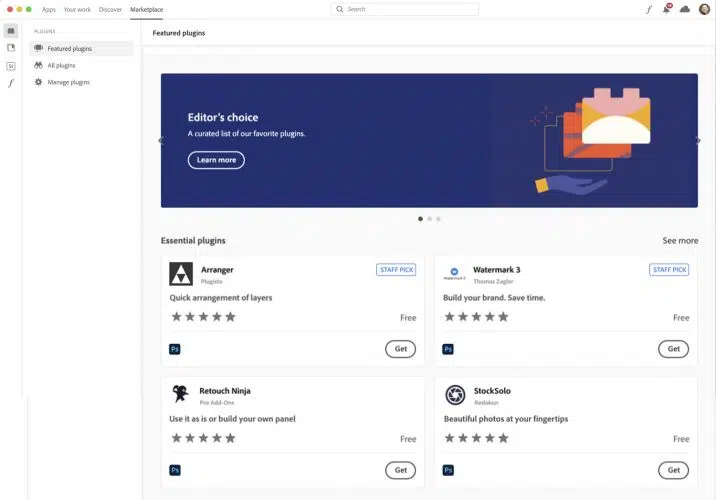 Apps Your work Discover Marketplace
Search
PLUGINS
Featured plugins
All plugins
Manage plugins
St
Featured plugins
Editor's choice
A curated list of our favorite plugins.
Learn more
Essential plugins
See more
Arranger
STAFF PICK
Plugisto
Quick arrangement of layers
Free
Ps
Get
Watermark 3
STAFF PICK
Thomas Zagler
Build your brand. Save time.
Free
Ps
Get
Retouch Ninja
Pro Add-Ons
Use it as is or build your own panel
Free
Ps
Get
StockSolo
Redokun
Beautiful photos at your fingertips
Free
Ps
Get